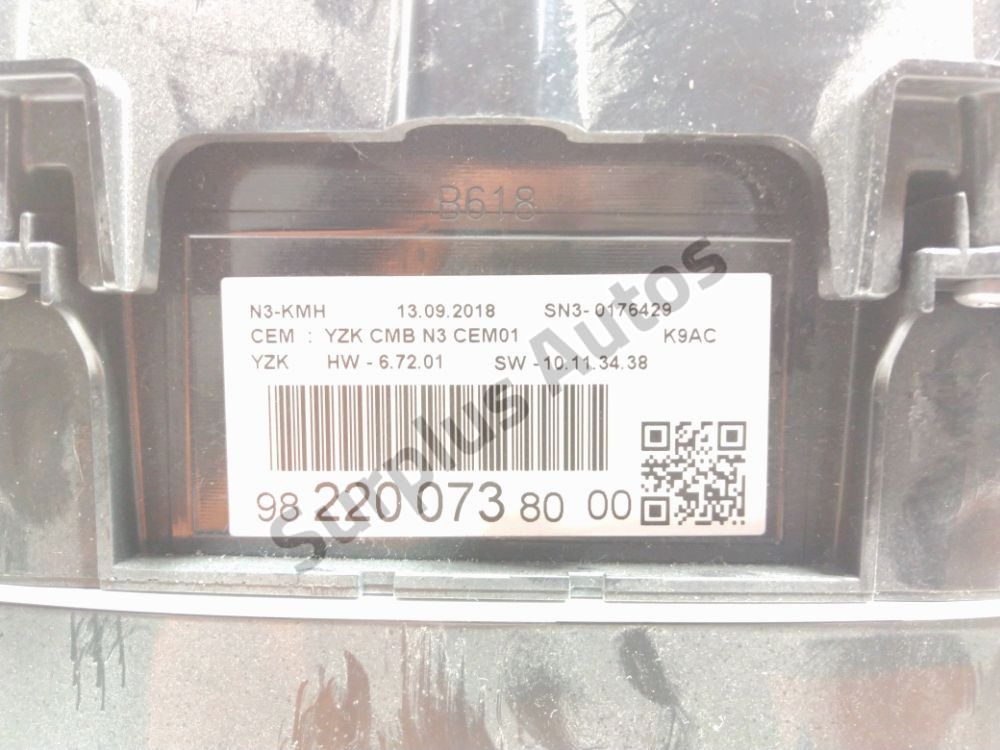 B618
N3-KMH 13.09.2018 SN3- 0176429
CEM : YZK CMB N3 CEM01 K9AC
YZK HW - 6.72.01 SW - 10.11.34.38
98 220 073 80 00
Surplus Autos